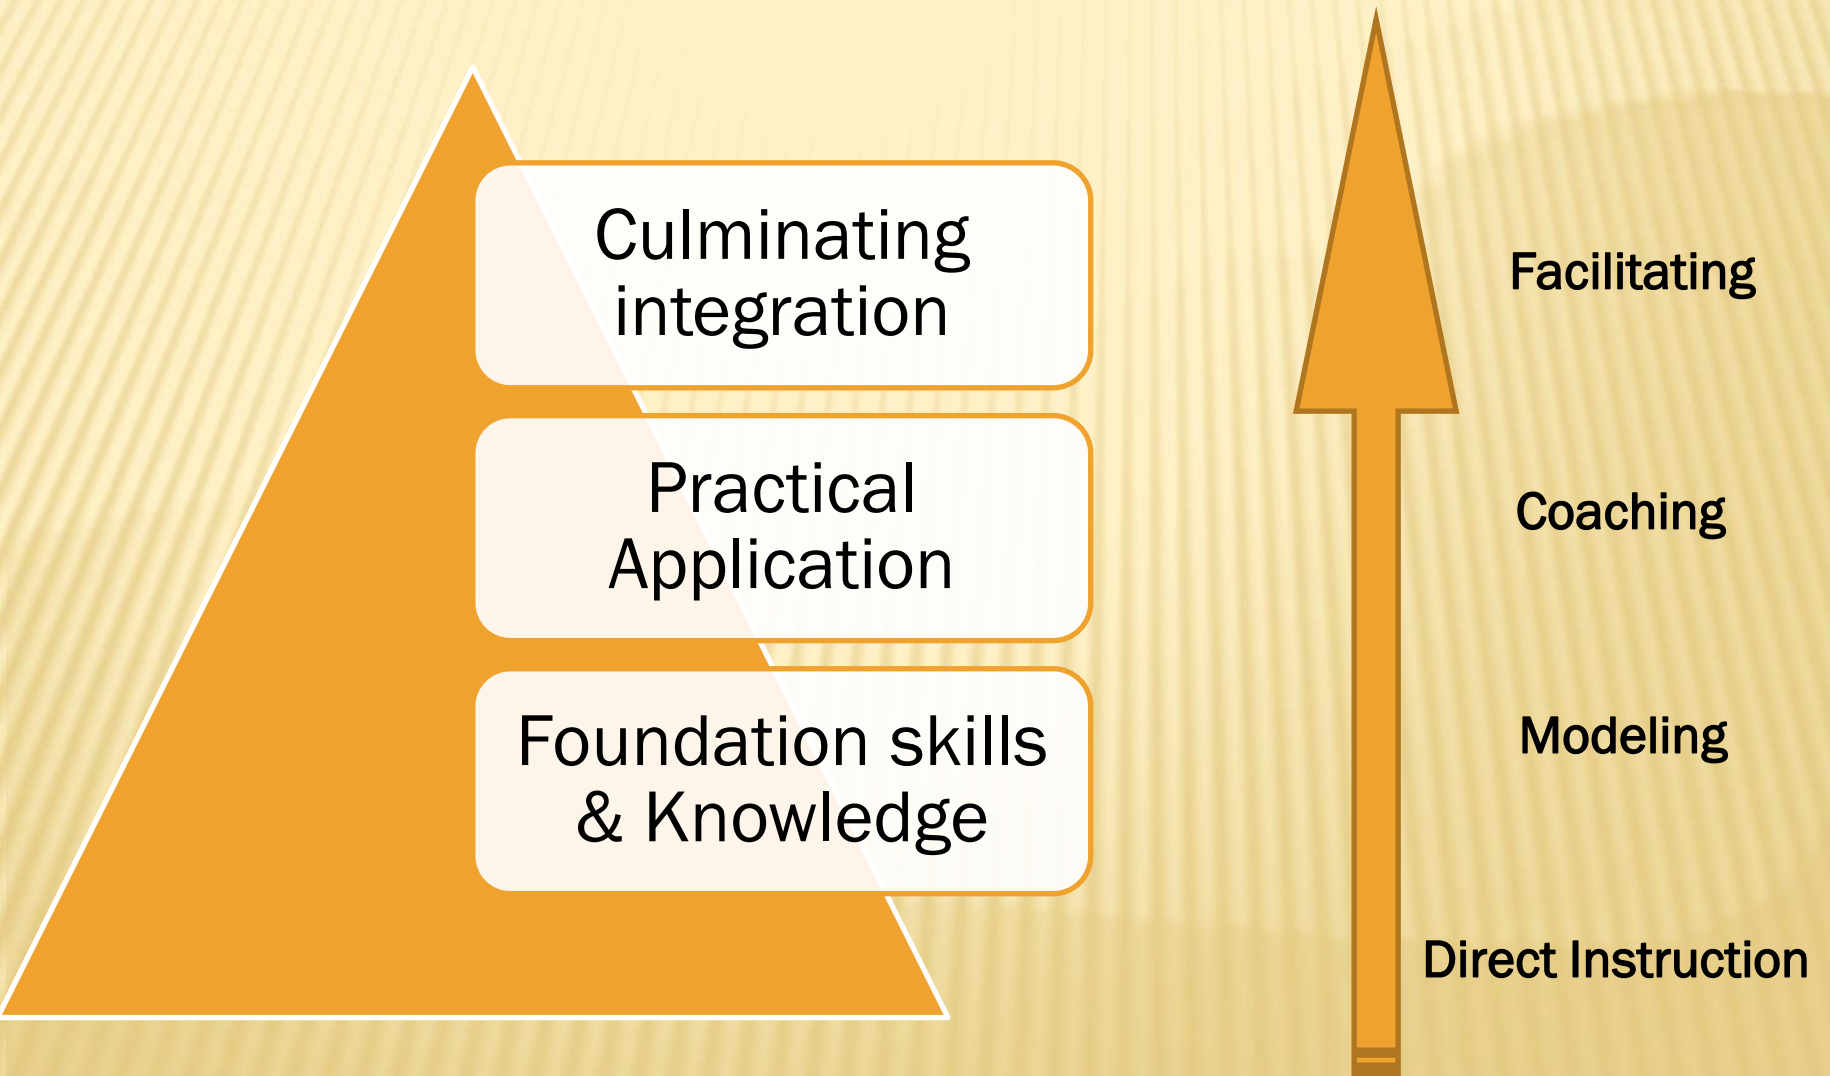 Culminating
integration
Practical
Application
Foundation skills
& Knowledge
Facilitating
Coaching
Modeling
Direct Instruction